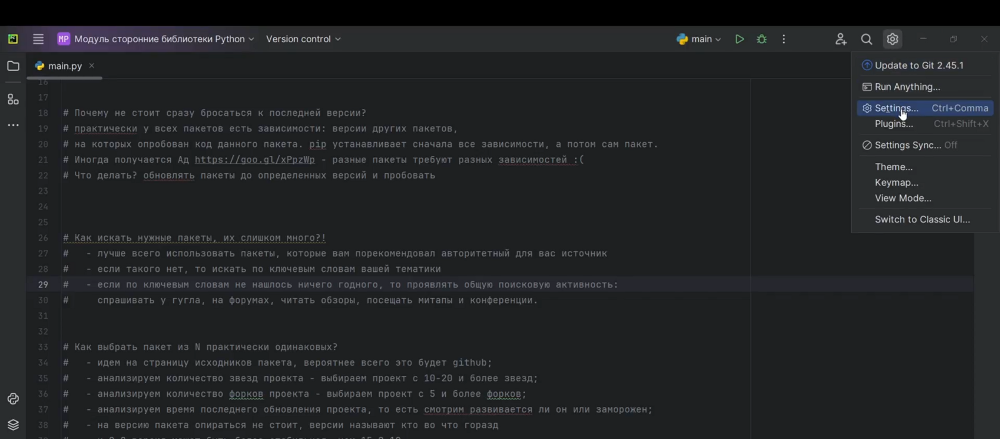 PC MP Модуль сторонние библиотеки Python Version control main
main.py
16
17
18 # Почему не стоит сразу бросаться к последней версии?
19 # практически у всех пакетов есть зависимости: версии других пакетов,
20 # на которых опробован код данного пакета. pip устанавливает сначала все зависимости, а потом сам пакет.
21 # Иногда получается Ад https://goo.gl/xPpzWp - разные пакеты требуют разных зависимостей :(
22 # Что делать? обновлять пакеты до определенных версий и пробовать
23
24
25
26 # Как искать нужные пакеты, их слишком много?!
27 # - лучше всего использовать пакеты, которые вам порекомендовал авторитетный для вас источник
28 # - если такого нет, то искать по ключевым словам вашей тематики
29 # - если по ключевым словам не нашлось ничего годного, то проявлять общую поисковую активность:
30 # спрашивать у гугла, на форумах, читать обзоры, посещать митапы и конференции.
31
32
33 # Как выбрать пакет из N практически одинаковых?
34 # - идем на страницу исходников пакета, вероятнее всего это будет github;
35 # - анализируем количество звезд проекта - выбираем проект с 10-20 и более звезд;
36 # - анализируем количество форков проекта - выбираем проект с 5 и более форков;
37 # - анализируем время последнего обновления проекта, то есть смотрим развивается ли он или заморожен;
38 # - на версию пакета опираться не стоит, версии называют кто во что горазд
Update to Git 2.45.1
Run Anything...
Settings... Ctrl+Comma
Plugins... Ctrl+Shift+X
Settings Sync... Off
Theme...
Keymap...
View Mode...
Switch to Classic UI...